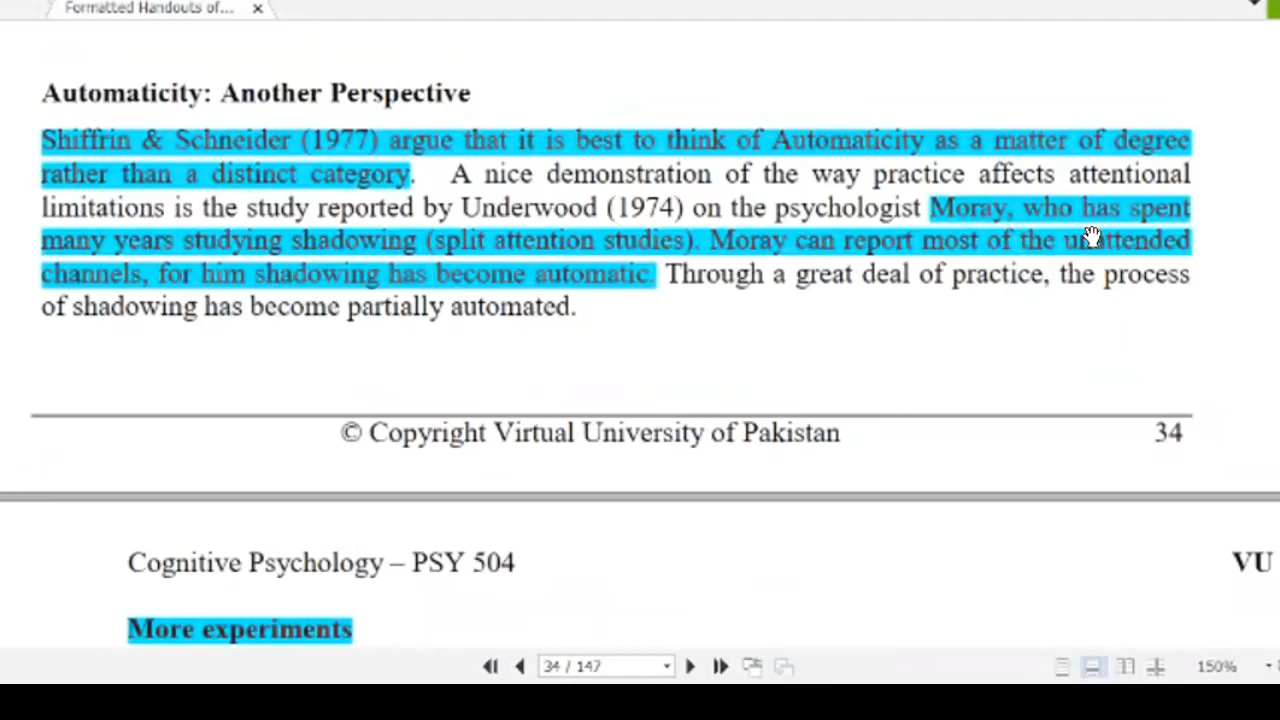 Formatted Handouts of...
Automaticity: Another Perspective
Shiffrin & Schneider (1977) argue that it is best to think of Automaticity as a matter of degree
rather than a distinct category. A nice demonstration of the way practice affects attentional
limitations is the study reported by Underwood (1974) on the psychologist Moray, who has spent
many years studying shadowing (split attention studies). Moray can report most of the unattended
channels, for him shadowing has become automatic. Through a great deal of practice, the process
of shadowing has become partially automated.
© Copyright Virtual University of Pakistan 34
Cognitive Psychology – PSY 504 VU
More experiments
34 / 147 150%